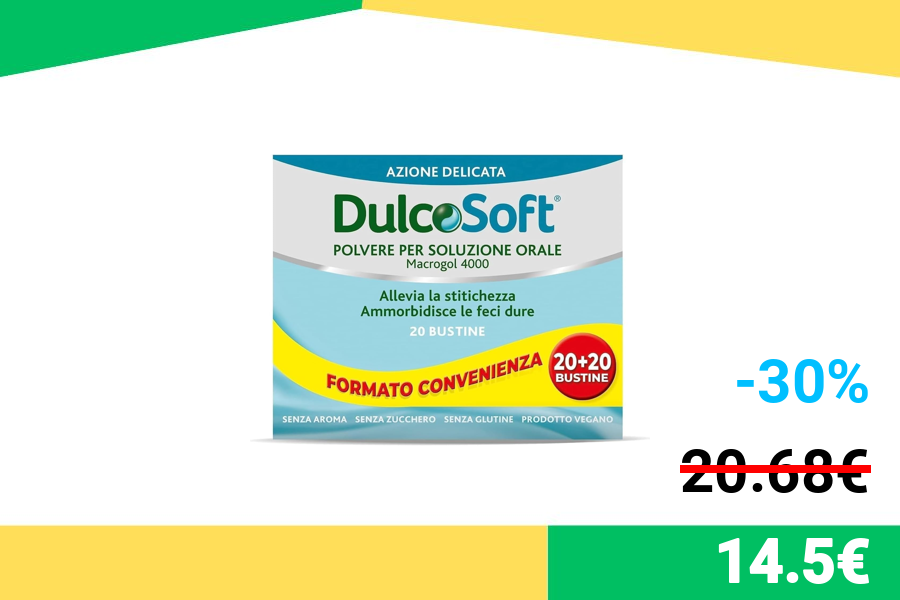 AZIONE DELICATA
DulcoSoft®
POLVERE PER SOLUZIONE ORALE
Macrogol 4000
Allevia la stitichezza
Ammorbidisce le feci dure
20 BUSTINE
FORMATO CONVENIENZA
20+20
BUSTINE
SENZA AROMA SENZA ZUCCHERO SENZA GLUTINE PRODOTTO VEGANO
-30%
20.68€
14.5€